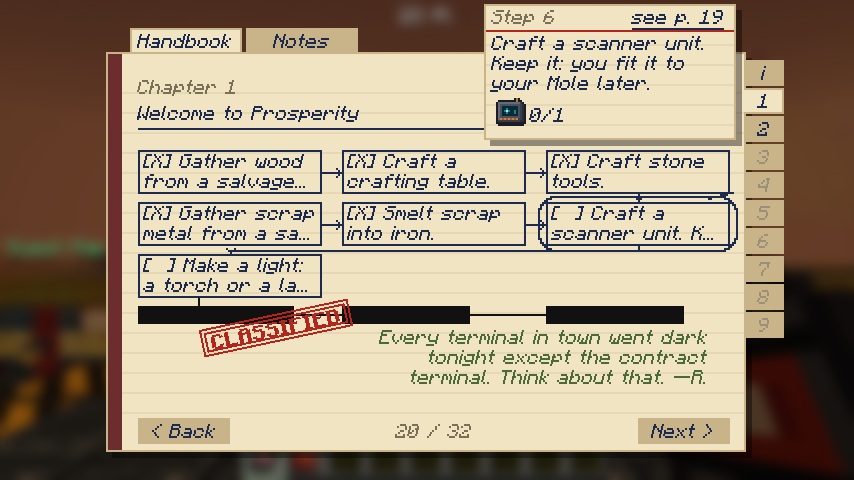 Handbook
Notes
Step 6
see p. 19
Craft a scanner unit.
Keep it: you fit it to
your Mole later.
0/1
Chapter 1
Welcome to Prosperity
[X] Gather wood
from a salvage...
[X] Craft a
crafting table.
[X] Craft stone
tools.
[X] Gather scrap
metal from a sa...
[X] Smelt scrap
into iron.
[ ] Craft a
scanner unit. K...
[ ] Make a light:
a torch or a la...
CLASSIFIED
Every terminal in town went dark
tonight except the contract
terminal. Think about that. —R.
< Back
20 / 32
Next >
i
1
2
3
4
5
6
7
8
9